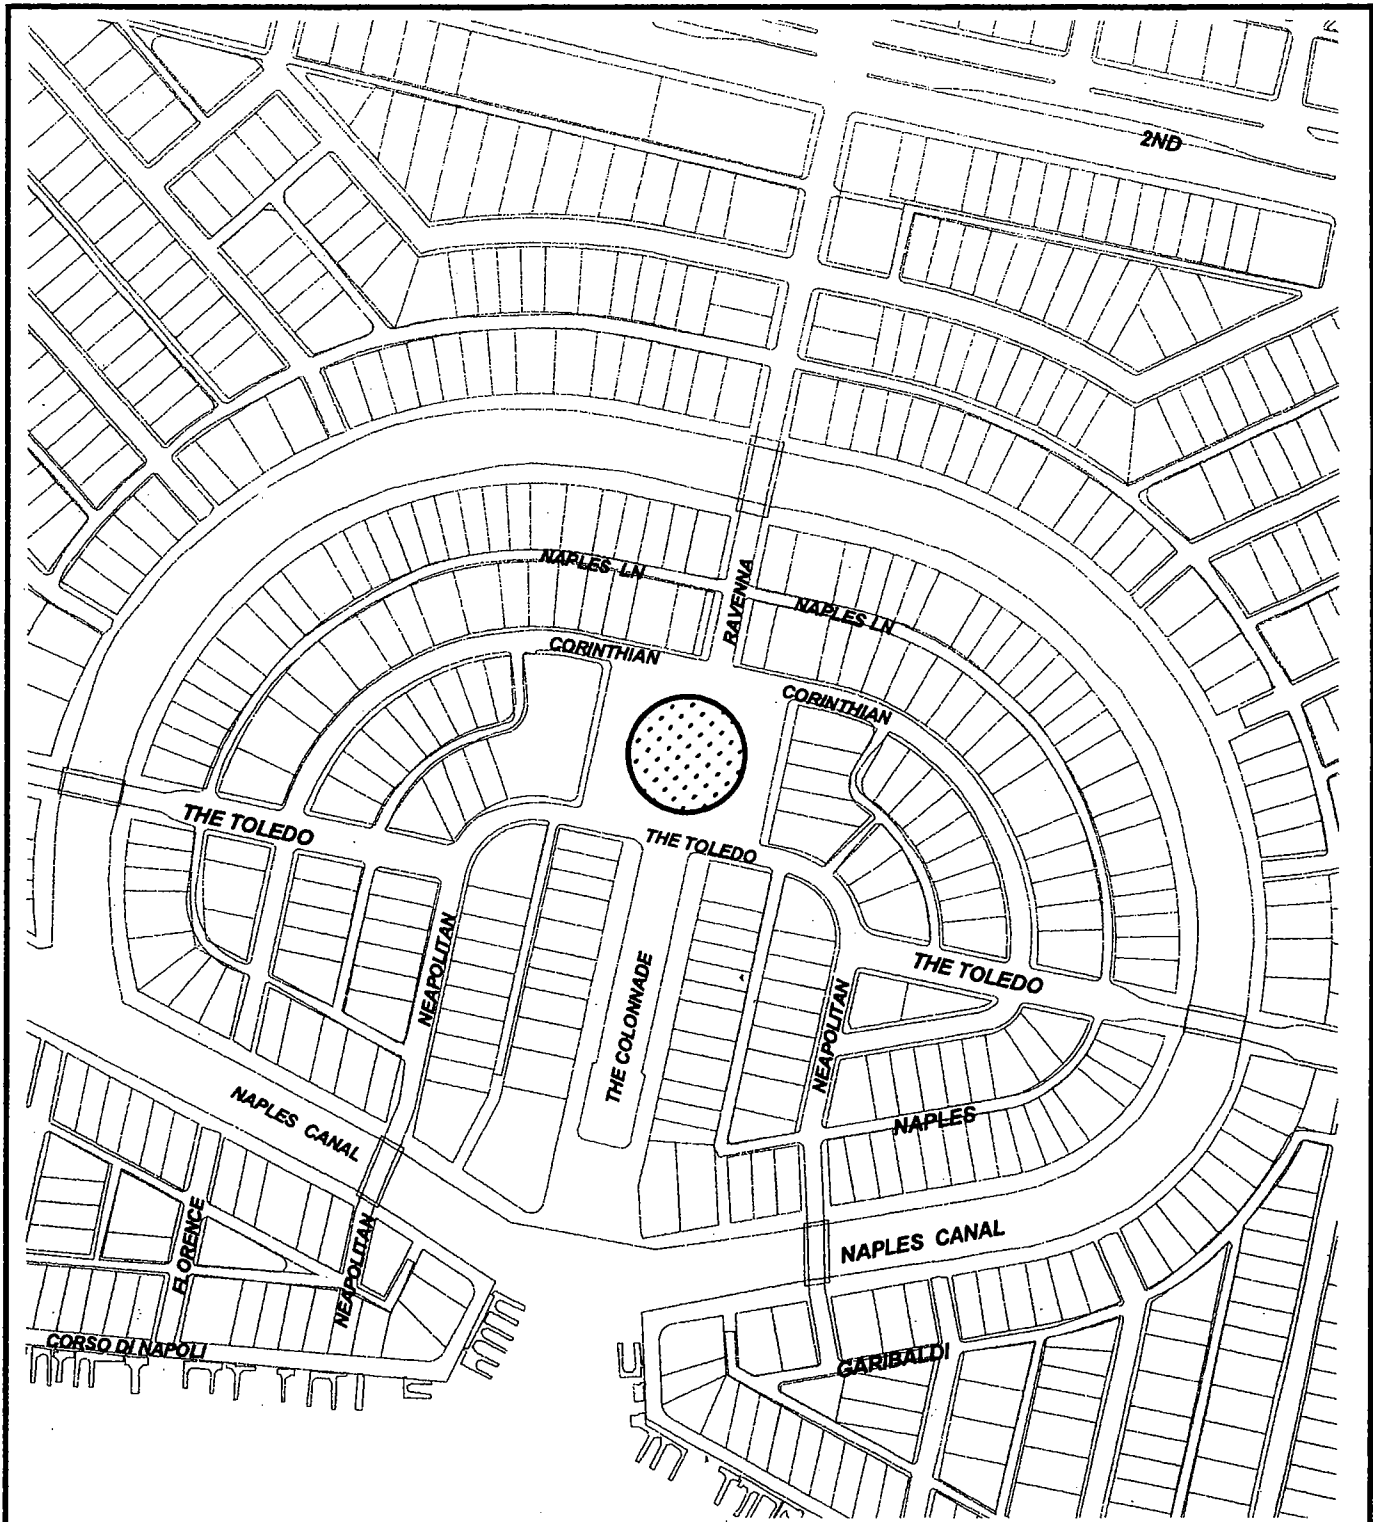 2ND
NAPLES LN
RAVENNA
NAPLES LN
CORINTHIAN
CORINTHIAN
THE TOLEDO
THE TOLEDO
NEAPOLITAN
THE COLONNADE
THE TOLEDO
NEAPOLITAN
NAPLES CANAL
NAPLES
FLORENCE
NEAPOLITAN
NAPLES CANAL
CORSO DI NAPOLI
GARIBALDI